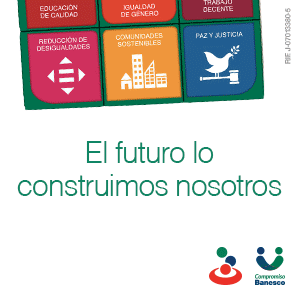 EDUCACIÓN
DE CALIDAD
IGUALDAD
DE GÉNERO
TRABAJO
DECENTE
REDUCCIÓN DE
DESIGUALDADES
COMUNIDADES
SOSTENIBLES
PAZ Y JUSTICIA
RIF. J-07013380-5
El futuro lo
construimos nosotros
Compromiso
Banesco